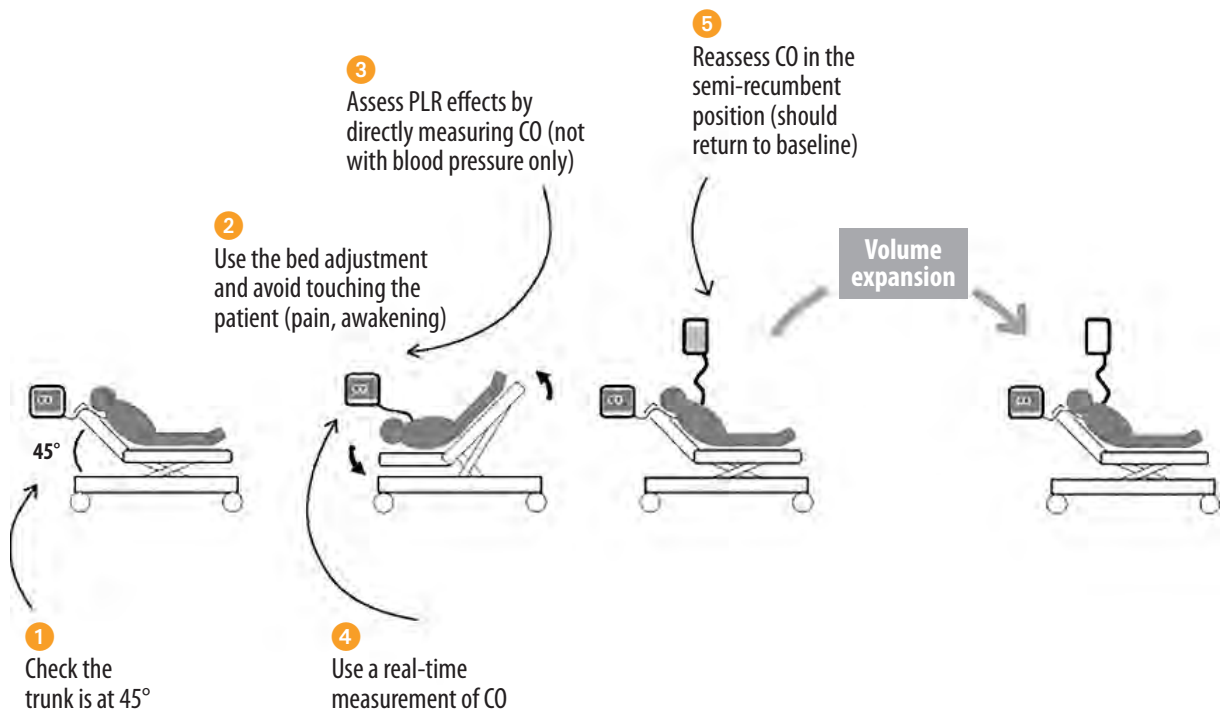 1
Check the
trunk is at 45°
2
Use the bed adjustment
and avoid touching the
patient (pain, awakening)
3
Assess PLR effects by
directly measuring CO (not
with blood pressure only)
4
Use a real-time
measurement of CO
5
Reassess CO in the
semi-recumbent
position (should
return to baseline)
Volume
expansion
CO
45°
CO
CO
CO